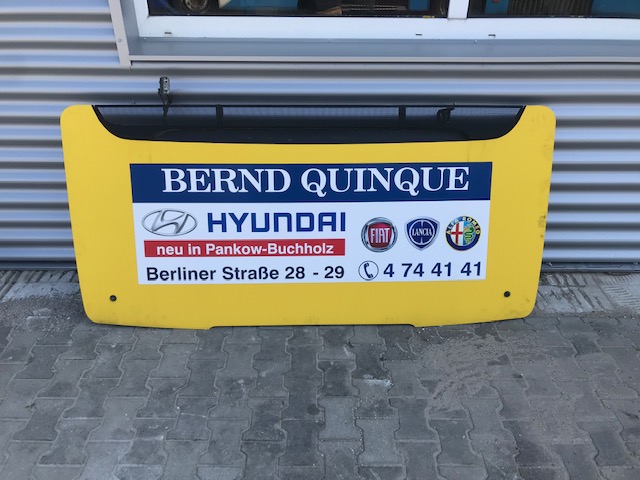 BERND QUINQUE
HYUNDAI
FIAT
LANCIA
ALFA ROMEO
neu in Pankow-Buchholz
Berliner Straße 28 - 29
4 74 41 41